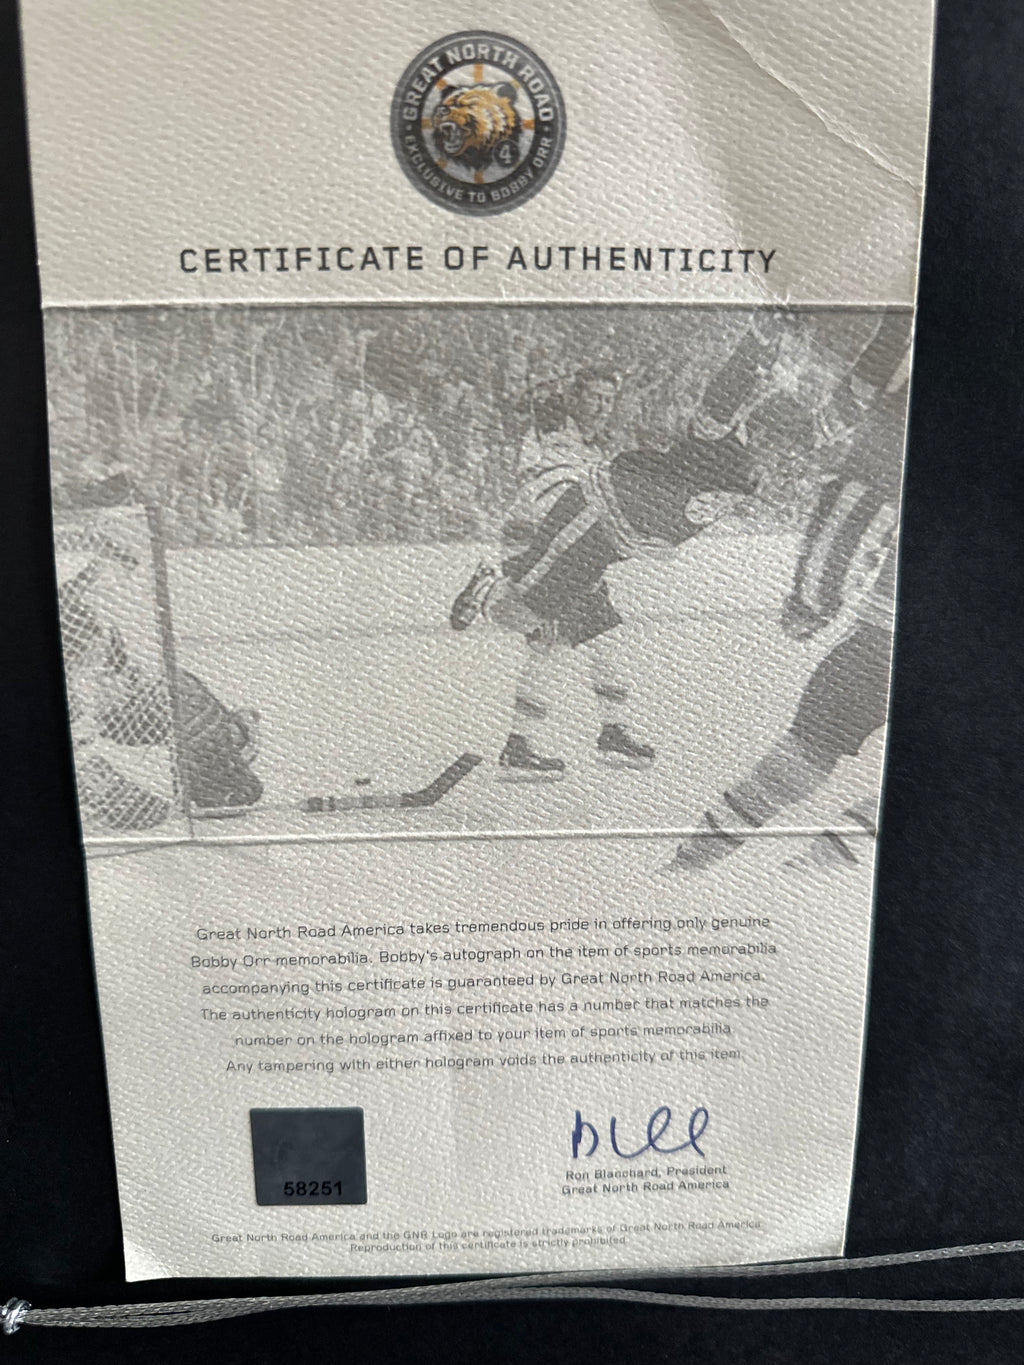 GREAT NORTH ROAD
4
• EXCLUSIVE TO BOBBY ORR •
CERTIFICATE OF AUTHENTICITY
Great North Road America takes tremendous pride in offering only genuine
Bobby Orr memorabilia. Bobby's autograph on the item of sports memorabilia
accompanying this certificate is guaranteed by Great North Road America.
The authenticity hologram on this certificate has a number that matches the
number on the hologram affixed to your item of sports memorabilia.
Any tampering with either hologram voids the authenticity of this item.
58251
Ron Blanchard, President
Great North Road America
Great North Road America and the GNR Logo are registered trademarks of Great North Road America.
Reproduction of this certificate is strictly prohibited.